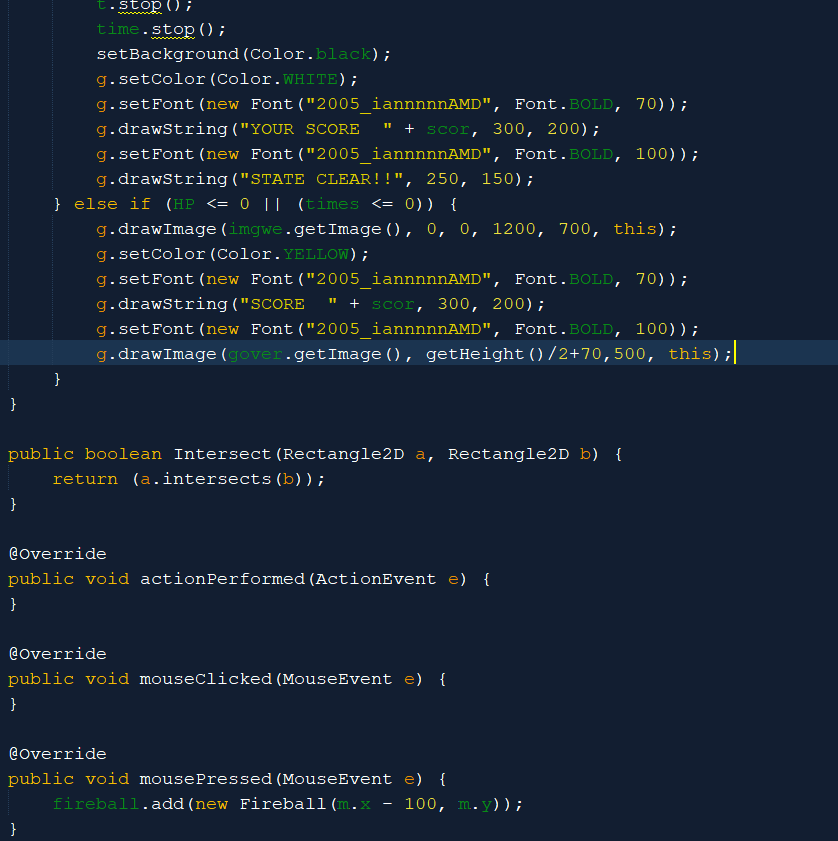 t.stop();
time.stop();
setBackground(Color.black);
g.setColor(Color.WHITE);
g.setFont(new Font("2005_iannnnnAMD", Font.BOLD, 70));
g.drawString("YOUR SCORE  " + scor, 300, 200);
g.setFont(new Font("2005_iannnnnAMD", Font.BOLD, 100));
g.drawString("STATE CLEAR!!", 250, 150);
} else if (HP <= 0 || (times <= 0)) {
g.drawImage(imgwe.getImage(), 0, 0, 1200, 700, this);
g.setColor(Color.YELLOW);
g.setFont(new Font("2005_iannnnnAMD", Font.BOLD, 70));
g.drawString("SCORE  " + scor, 300, 200);
g.setFont(new Font("2005_iannnnnAMD", Font.BOLD, 100));
g.drawImage(gover.getImage(), getHeight()/2+70,500, this);
}
}
public boolean Intersect(Rectangle2D a, Rectangle2D b) {
return (a.intersects(b));
}
@Override
public void actionPerformed(ActionEvent e) {
}
@Override
public void mouseClicked(MouseEvent e) {
}
@Override
public void mousePressed(MouseEvent e) {
fireball.add(new Fireball(m.x - 100, m.y));
}